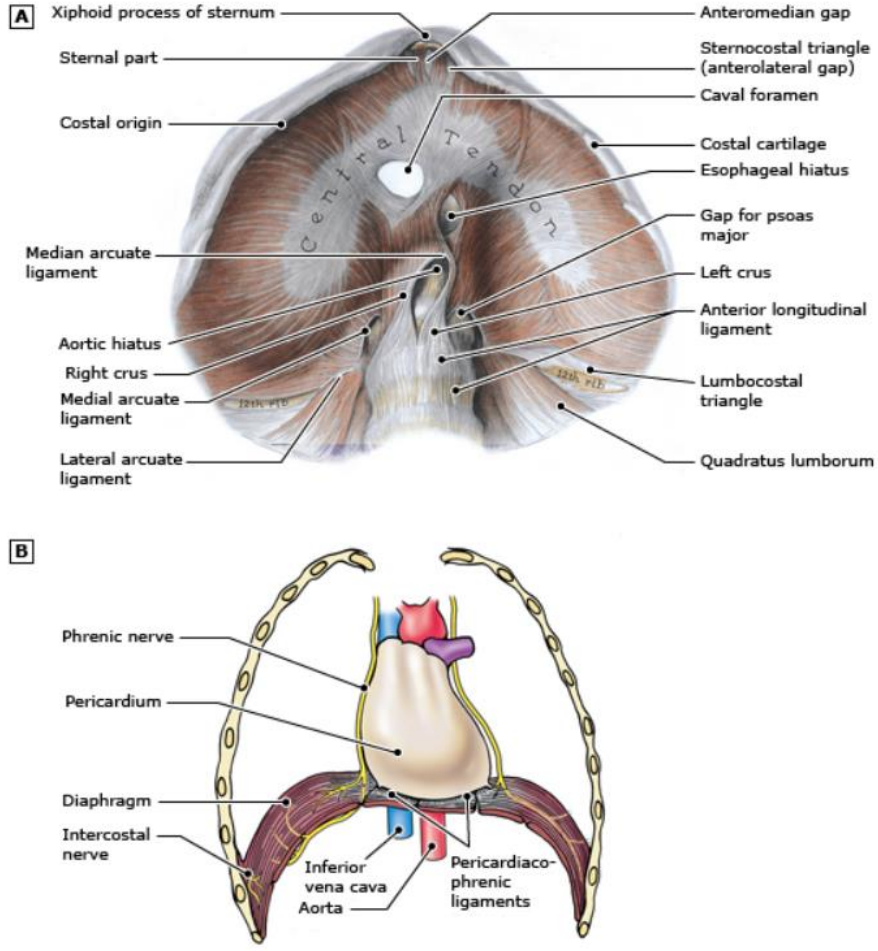 A
Xiphoid process of sternum
Sternal part
Costal origin
Median arcuate
ligament
Aortic hiatus
Right crus
Medial arcuate
ligament
Lateral arcuate
ligament
Anteromedian gap
Sternocostal triangle
(anterolateral gap)
Caval foramen
Costal cartilage
Esophageal hiatus
Gap for psoas
major
Left crus
Anterior longitudinal
ligament
Lumbocostal
triangle
Quadratus lumborum
Central Tendon
12th rib
12th rib
B
Phrenic nerve
Pericardium
Diaphragm
Intercostal
nerve
Inferior
vena cava
Aorta
Pericardiaco-
phrenic
ligaments